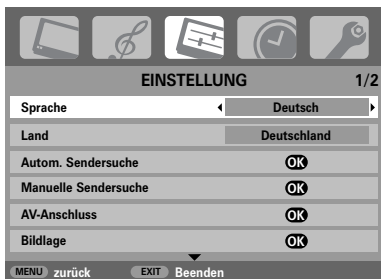 EINSTELLUNG 1/2
Sprache Deutsch
Land Deutschland
Autom. Sendersuche OK
Manuelle Sendersuche OK
AV-Anschluss OK
Bildlage OK
MENU zurück EXIT Beenden